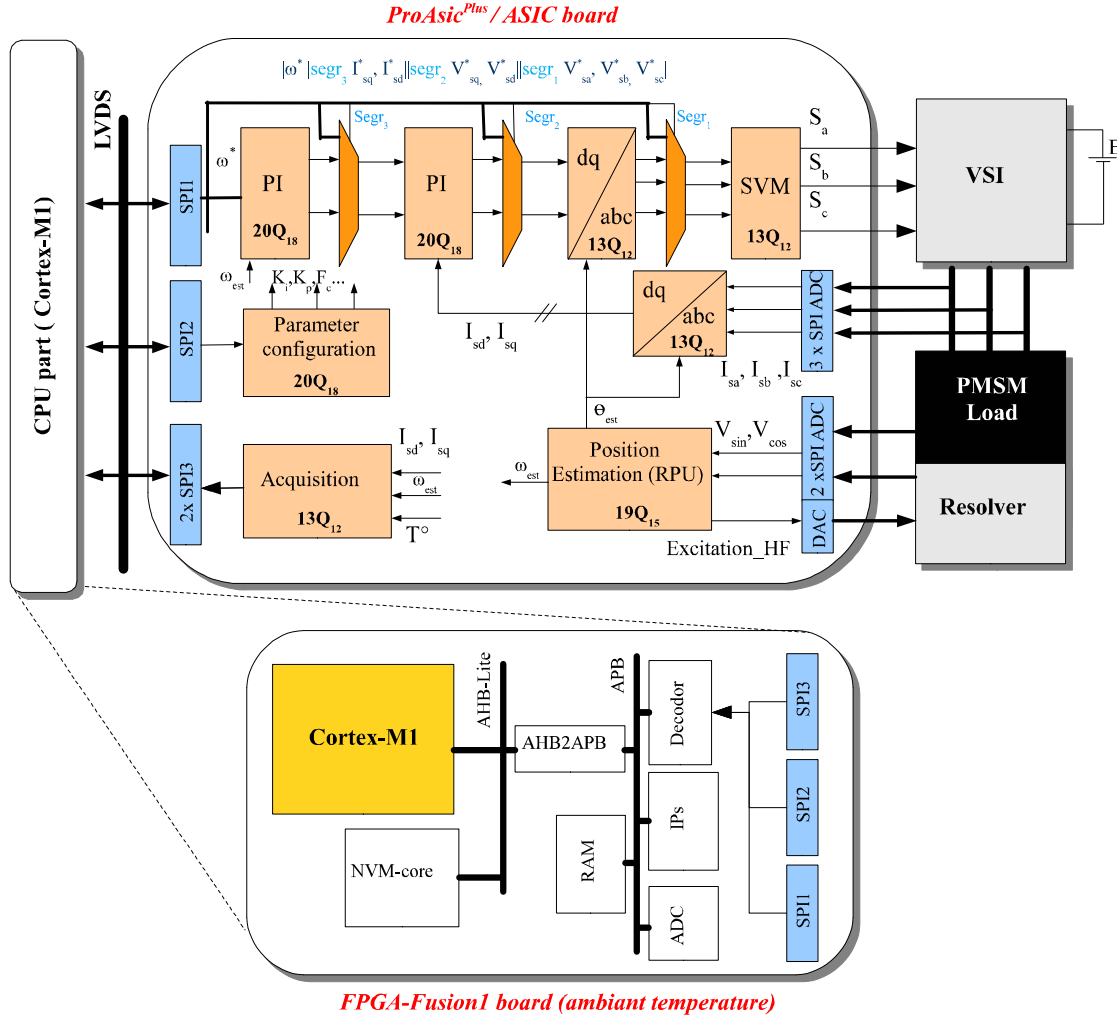 ProAsicPlus / ASIC board
|ω* |segr3 I*sq, I*sd||segr2 V*sq, V*sd||segr1 V*sa, V*sb, V*sc|
LVDS
CPU part ( Cortex-M1)
SPI1
ω*
PI
20Q18
Segr3
PI
20Q18
Segr2
dq
abc
13Q12
Segr1
SVM
13Q12
Sa
Sb
Sc
VSI
E
ωest
Ki,Kp,Fc...
SPI2
Parameter
configuration
20Q18
Isd, Isq
dq
abc
13Q12
3 x SPI ADC
Isa, Isb ,Isc
PMSM
Load
Resolver
θest
2x SPI3
Acquisition
13Q12
Isd, Isq
ωest
T°
ωest
Position
Estimation (RPU)
19Q15
Vsin,Vcos
2 xSPI ADC
DAC
Excitation_HF
Cortex-M1
AHB-Lite
NVM-core
AHB2APB
APB
RAM
Decodor
IPs
ADC
SPI3
SPI2
SPI1
FPGA-Fusion1 board (ambiant temperature)